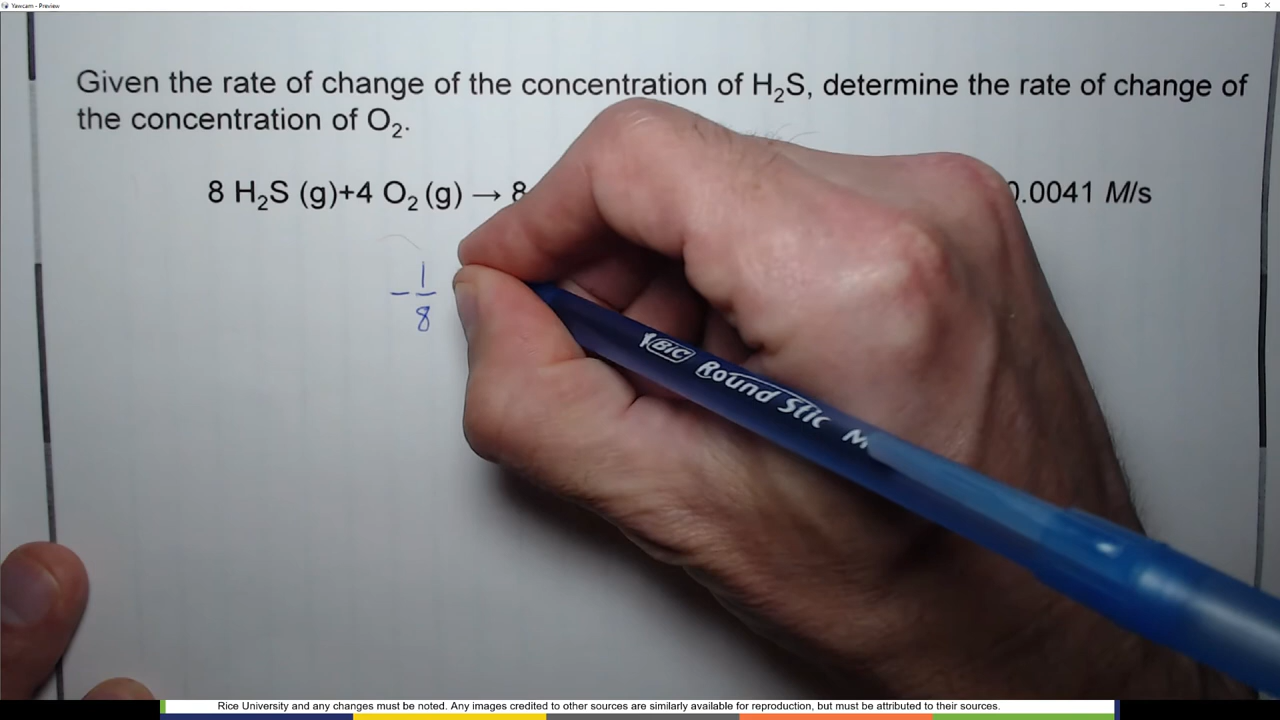 Yawcam - Preview
Given the rate of change of the concentration of H₂S, determine the rate of change of
the concentration of O₂.
8 H₂S (g)+4 O₂ (g) → 8 0.0041 M/s
-1/8
BIC Round Stic M
Rice University and any changes must be noted. Any images credited to other sources are similarly available for reproduction, but must be attributed to their sources.